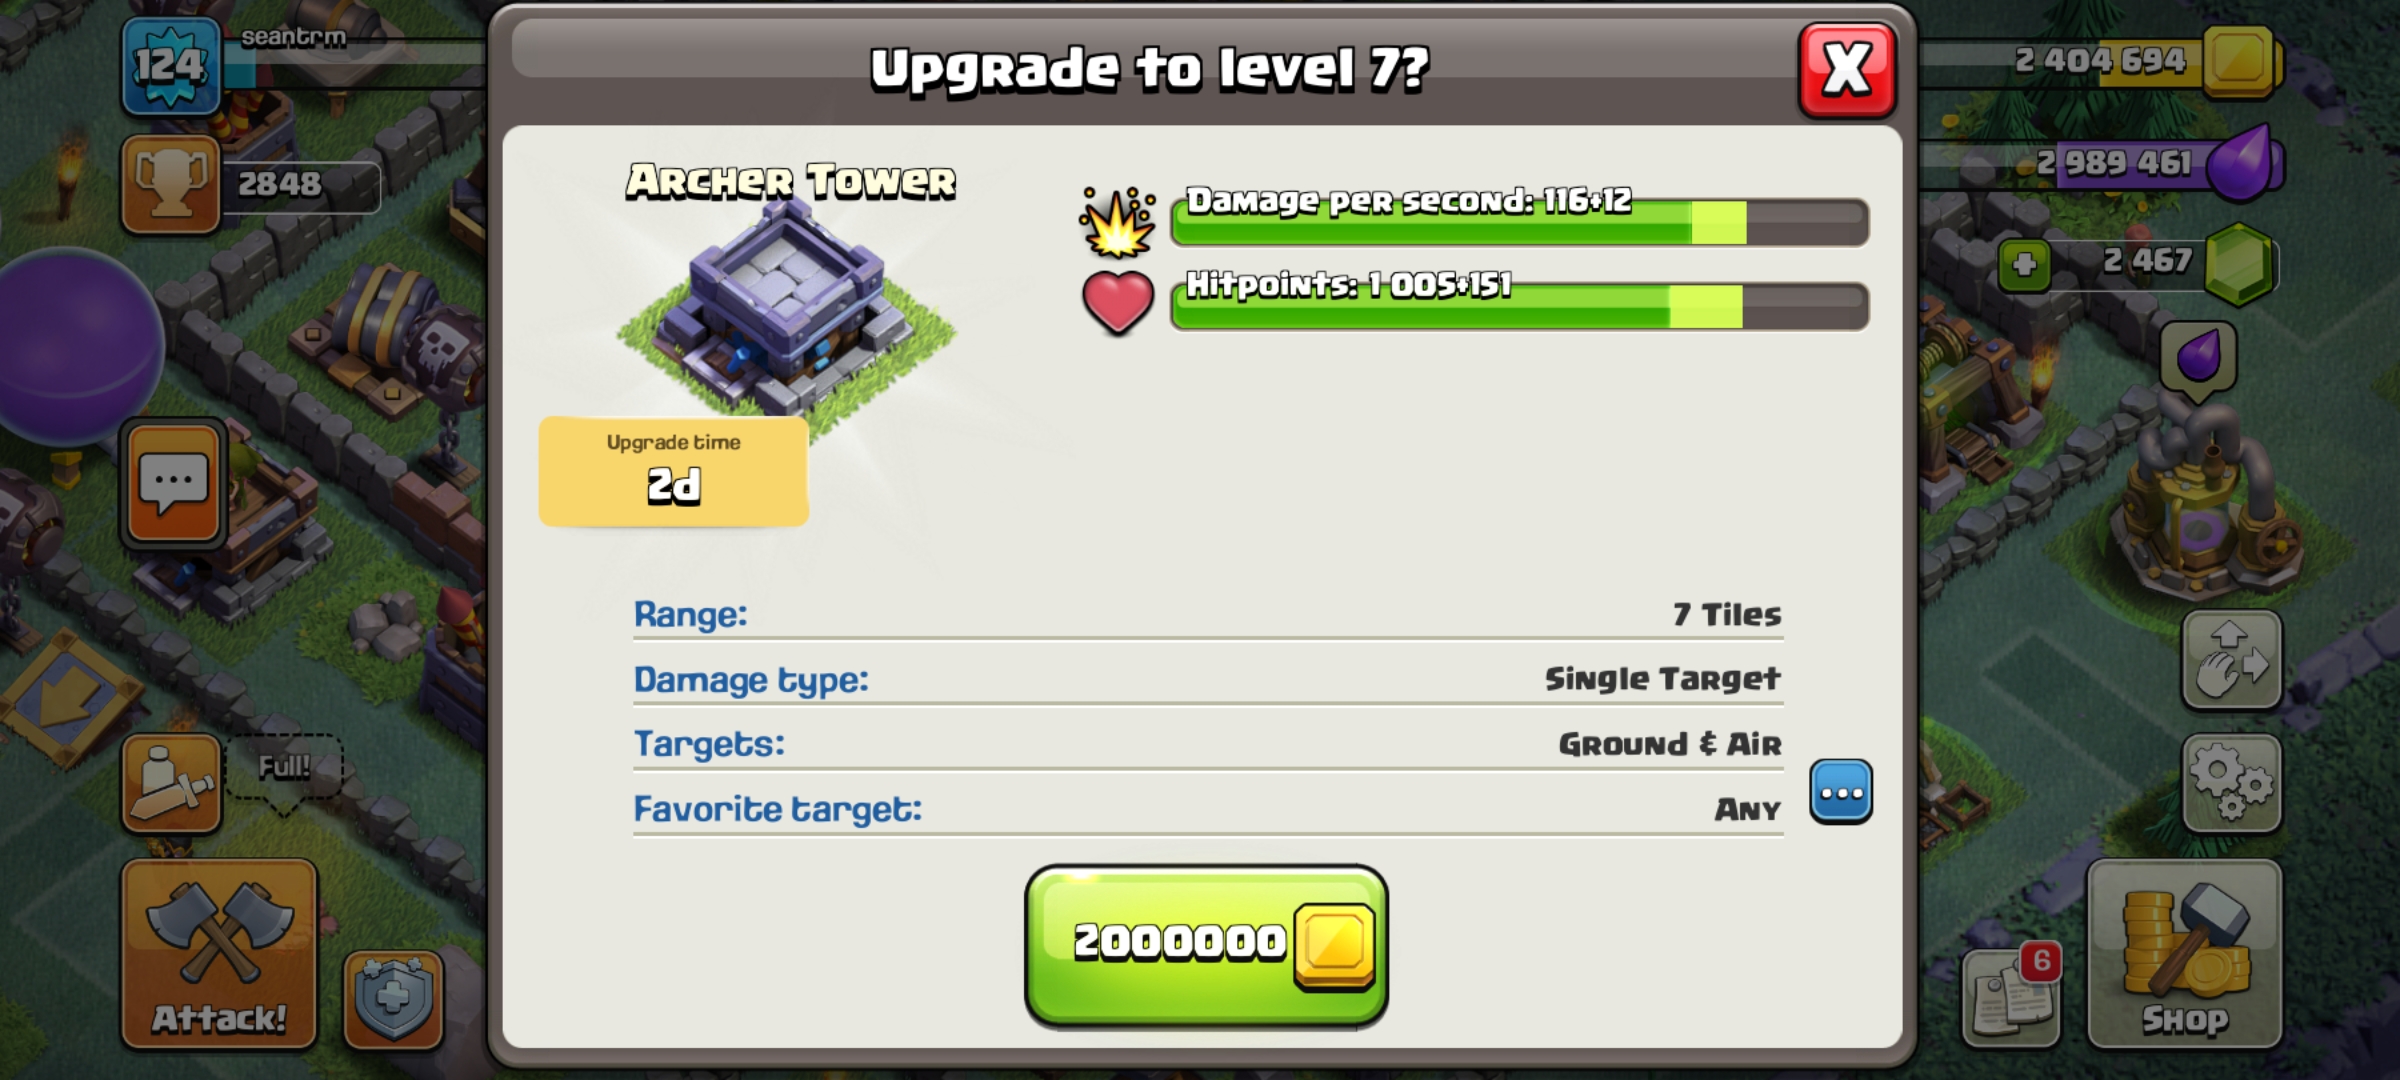 124
seantrm
2848
Upgrade to level 7?
X
2 404 694
2 989 461
2 467
Archer Tower
Damage per second: 116+12
Hitpoints: 1 005+151
Upgrade time
2d
Range: 7 Tiles
Damage type: Single Target
Targets: Ground & Air
Favorite target: Any
Full!
2000000
Attack!
6
Shop